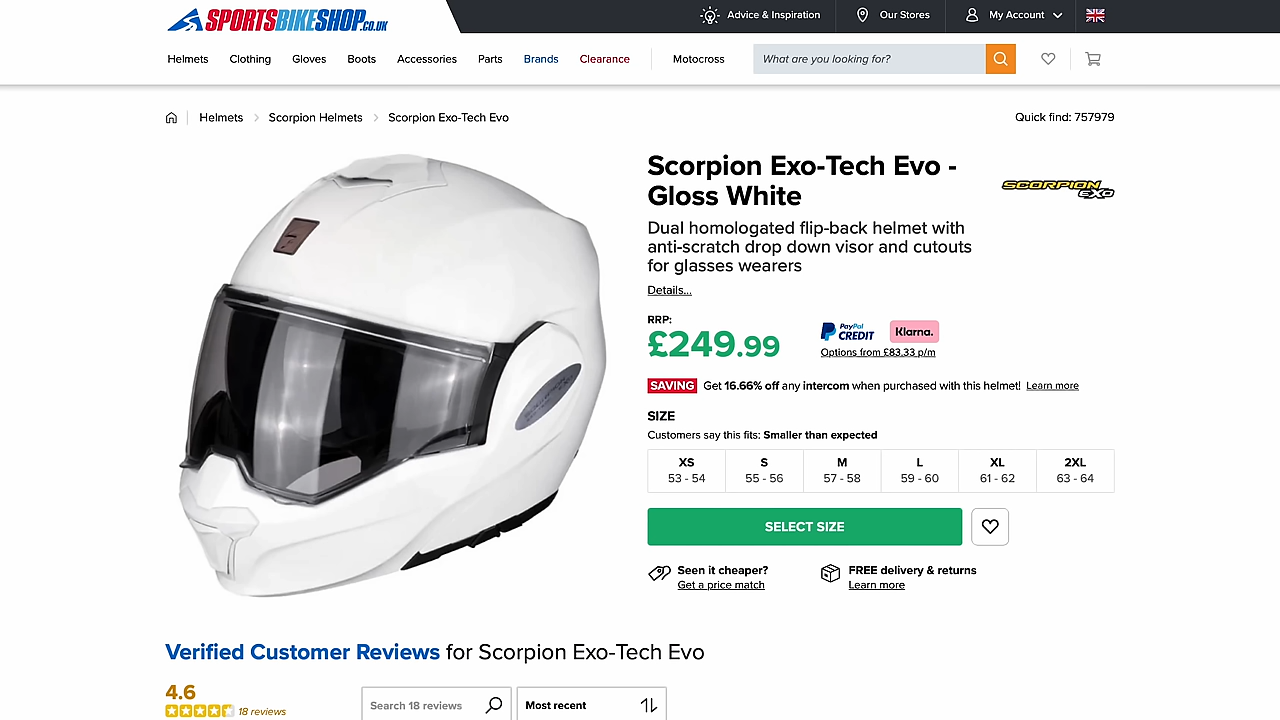 SPORTSBIKESHOP.CO.UK
Advice & Inspiration
Our Stores
My Account
Helmets
Clothing
Gloves
Boots
Accessories
Parts
Brands
Clearance
Motocross
What are you looking for?
Helmets
Scorpion Helmets
Scorpion Exo-Tech Evo
Quick find: 757979
Scorpion Exo-Tech Evo -
Gloss White
SCORPION
EXO
Dual homologated flip-back helmet with
anti-scratch drop down visor and cutouts
for glasses wearers
Details...
RRP:
£249.99
PayPal
CREDIT
Klarna.
Options from £83.33 p/m
SAVING Get 16.66% off any intercom when purchased with this helmet! Learn more
SIZE
Customers say this fits: Smaller than expected
XS
53 - 54
S
55 - 56
M
57 - 58
L
59 - 60
XL
61 - 62
2XL
63 - 64
SELECT SIZE
Seen it cheaper?
Get a price match
FREE delivery & returns
Learn more
Verified Customer Reviews for Scorpion Exo-Tech Evo
4.6
18 reviews
Search 18 reviews
Most recent